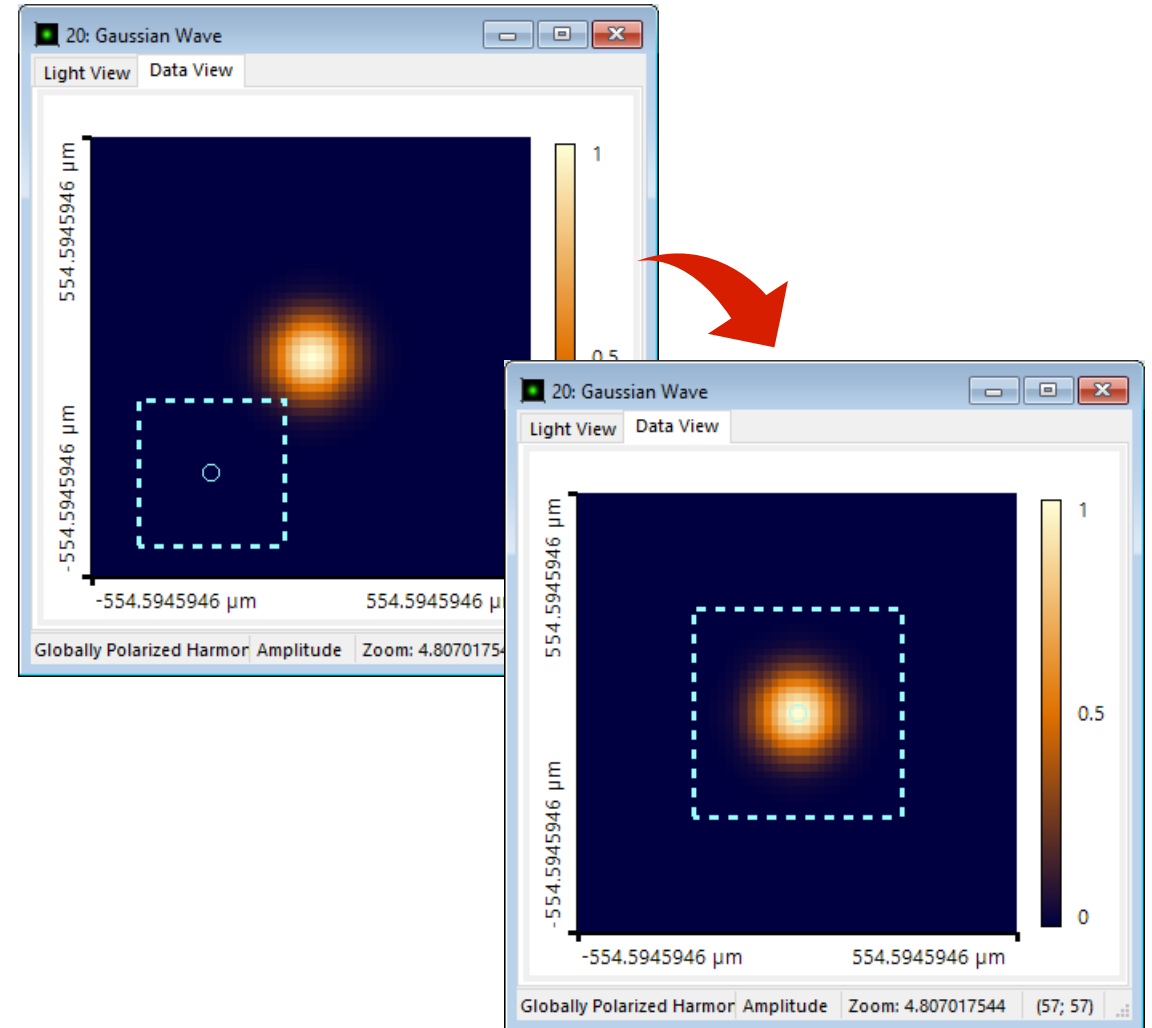 20: Gaussian Wave
Light View Data View
1
554.5945946 µm
0.5
-554.5945946 µm
-554.5945946 µm 554.5945946
Globally Polarized Harmor Amplitude Zoom: 4.8070175
20: Gaussian Wave
Light View Data View
1
554.5945946 µm
0.5
-554.5945946 µm
0
-554.5945946 µm 554.5945946 µm
Globally Polarized Harmor Amplitude Zoom: 4.807017544 (57; 57)